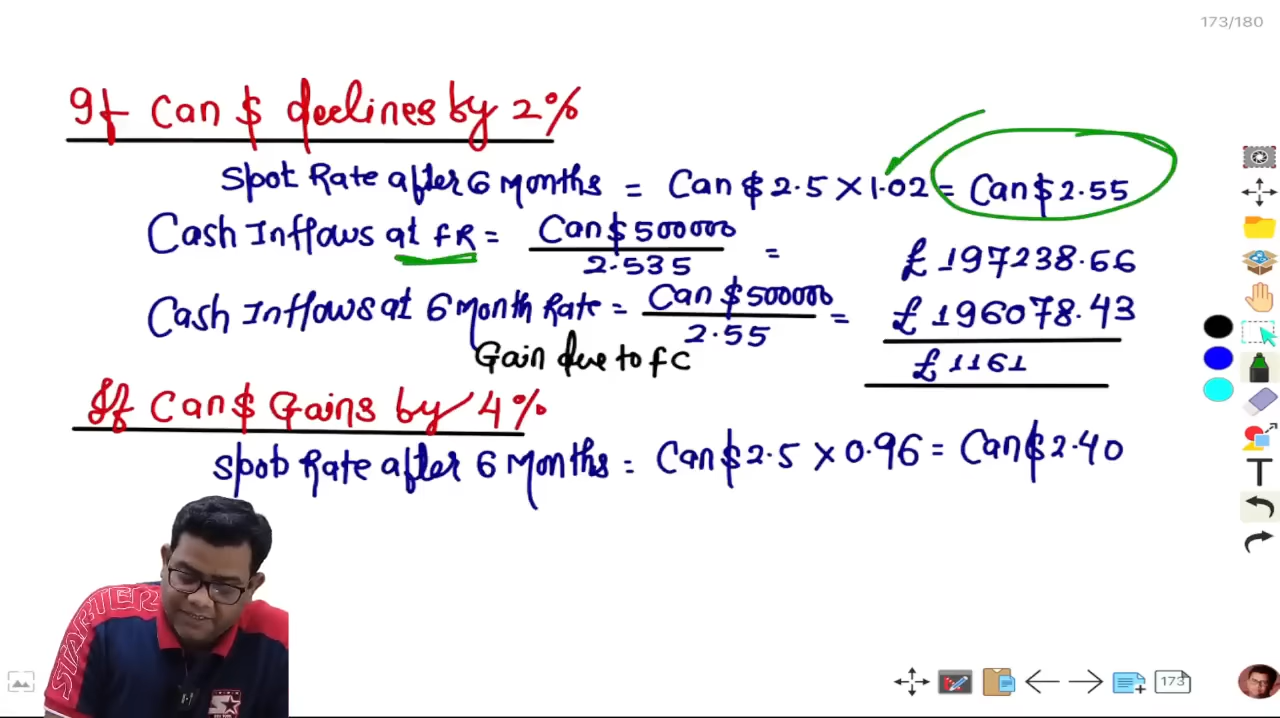 173/180
If Can $ declines by 2%
Spot Rate after 6 Months = Can $ 2.5 × 1.02 = Can $ 2.55
Cash Inflows at fR = Can $ 500000 / 2.535 = £ 197238.66
Cash Inflows at 6 Month Rate = Can $ 500000 / 2.55 = £ 196078.43
Gain due to fC £ 1161
If Can $ Gains by 4%
Spot Rate after 6 Months = Can $ 2.5 × 0.96 = Can $ 2.40
STARTER
STARTER
T
173